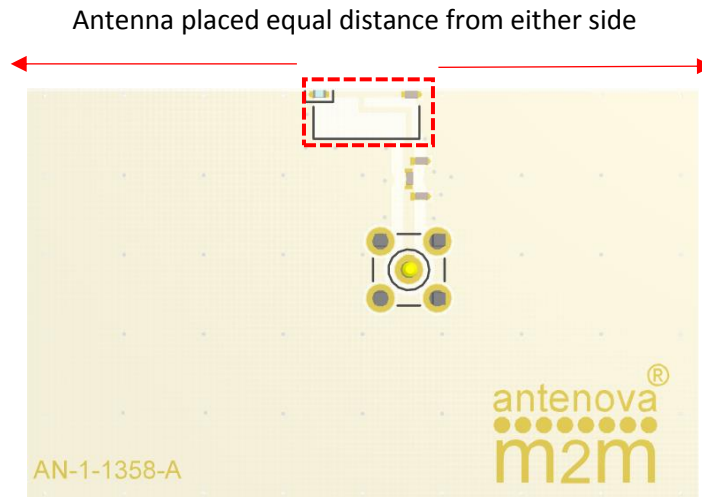 Antenna placed equal distance from either side
antenova®
m2m
AN-1-1358-A